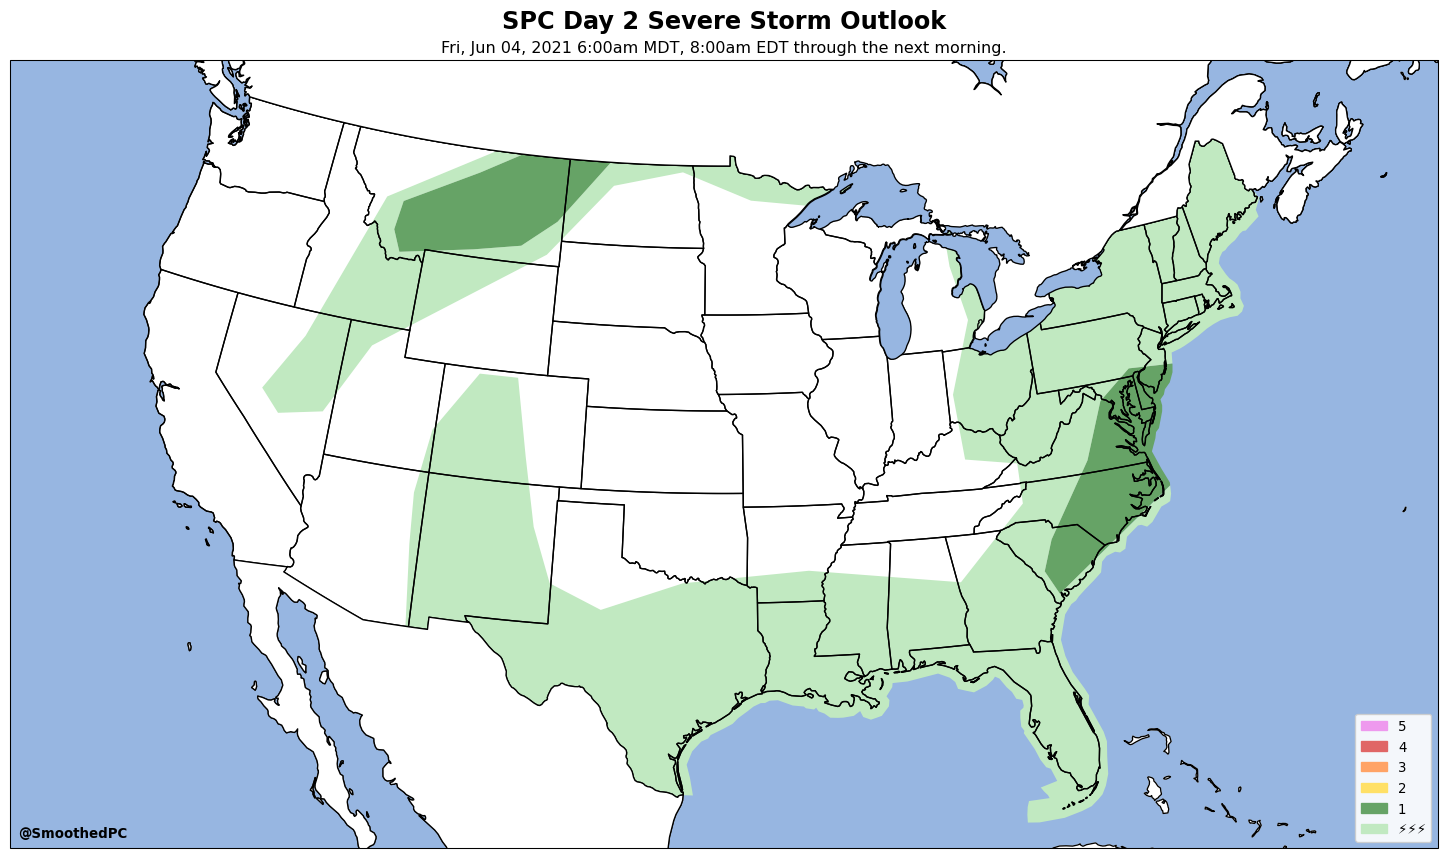 SPC Day 2 Severe Storm Outlook
Fri, Jun 04, 2021 6:00am MDT, 8:00am EDT through the next morning.
5
4
3
2
1
⚡⚡⚡
@SmoothedPC